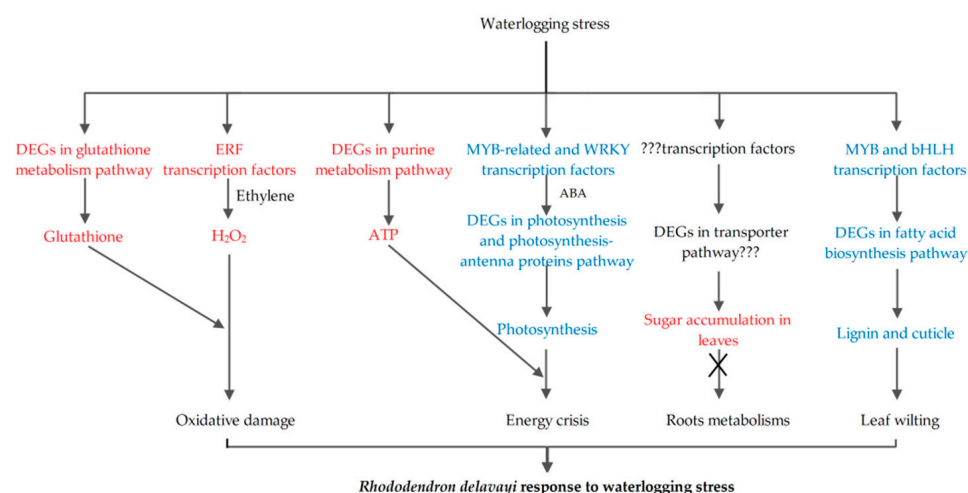 Waterlogging stress
DEGs in glutathione
metabolism pathway
ERF
transcription factors
DEGs in purine
metabolism pathway
MYB-related and WRKY
transcription factors
???transcription factors
MYB and bHLH
transcription factors
Ethylene
ABA
Glutathione
H₂O₂
ATP
DEGs in photosynthesis
and photosynthesis-
antenna proteins pathway
DEGs in transporter
pathway???
DEGs in fatty acid
biosynthesis pathway
Photosynthesis
Sugar accumulation in
leaves
Lignin and cuticle
Oxidative damage
Energy crisis
Roots metabolisms
Leaf wilting
Rhododendron delavayi response to waterlogging stress